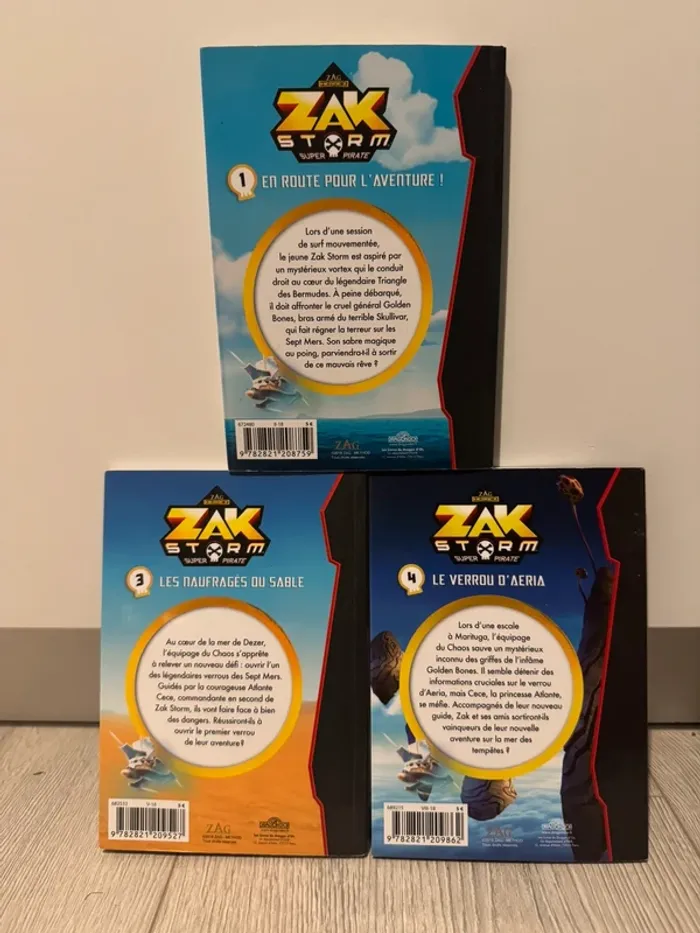 ZAG
HEROEZ
ZAK
STORM
SUPER PIRATE
1 EN ROUTE POUR L'AVENTURE !
Lors d'une session
de surf mouvementée,
le jeune Zak Storm est aspiré par
un mystérieux vortex qui le conduit
droit au cœur du légendaire Triangle
des Bermudes. À peine débarqué,
il doit affronter le cruel général Golden
Bones, bras armé du terrible Skullivar,
qui fait régner la terreur sur les
Sept Mers. Son sabre magique
au poing, parviendra-t-il à sortir
de ce mauvais rêve ?
5 €
9 782821 208759
ZAG
ZAG
ZAK
STORM
SUPER PIRATE
3 LES NAUFRAGÉS DU SABLE
Au cœur de la mer de Dezer,
l'équipage du Chaos s'apprête
à relever un nouveau défi : ouvrir l'un
des légendaires verrous des Sept Mers.
Guidés par la courageuse Atlante
Cece, commandante en second de
Zak Storm, ils vont faire face à bien
des dangers. Réussiront-ils à
ouvrir le premier verrou
de leur aventure ?
5 €
9 782821 209527
ZAG
ZAG
ZAK
STORM
SUPER PIRATE
4 LE VERROU D'AERIA
Lors d'une escale
à Marituga, l'équipage
du Chaos sauve un mystérieux
inconnu des griffes de l'infâme
Golden Bones. Il semble détenir des
informations cruciales sur le verrou
d'Aeria, mais Cece, la princesse Atlante,
se méfie. Accompagnés de leur nouveau
guide, Zak et ses amis sortiront-ils
vainqueurs de leur nouvelle
aventure sur la mer des
tempêtes ?
5 €
9 782821 209862
ZAG